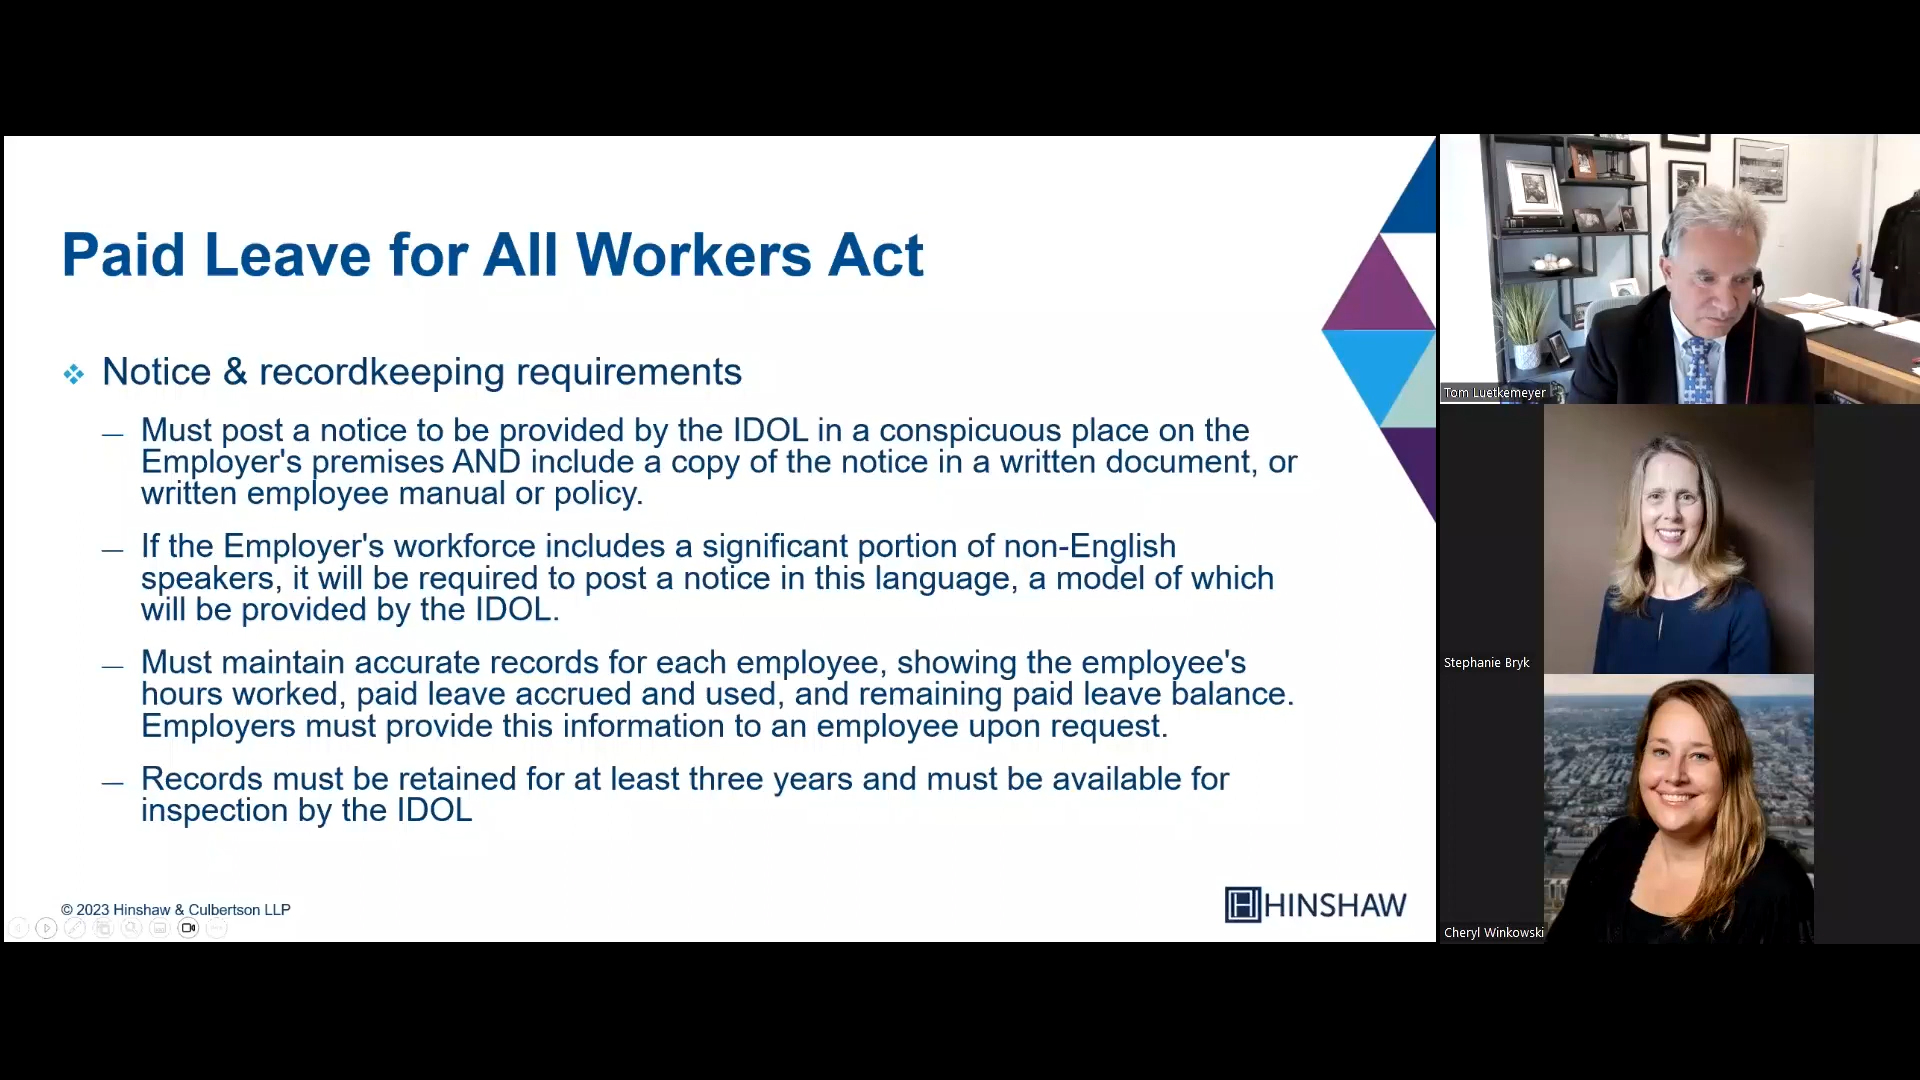 Paid Leave for All Workers Act
Notice & recordkeeping requirements
— Must post a notice to be provided by the IDOL in a conspicuous place on the
Employer's premises AND include a copy of the notice in a written document, or
written employee manual or policy.
— If the Employer's workforce includes a significant portion of non-English
speakers, it will be required to post a notice in this language, a model of which
will be provided by the IDOL.
— Must maintain accurate records for each employee, showing the employee's
hours worked, paid leave accrued and used, and remaining paid leave balance.
Employers must provide this information to an employee upon request.
— Records must be retained for at least three years and must be available for
inspection by the IDOL
© 2023 Hinshaw & Culbertson LLP
HINSHAW
Tom Luetkemeyer
Stephanie Bryk
Cheryl Winkowski